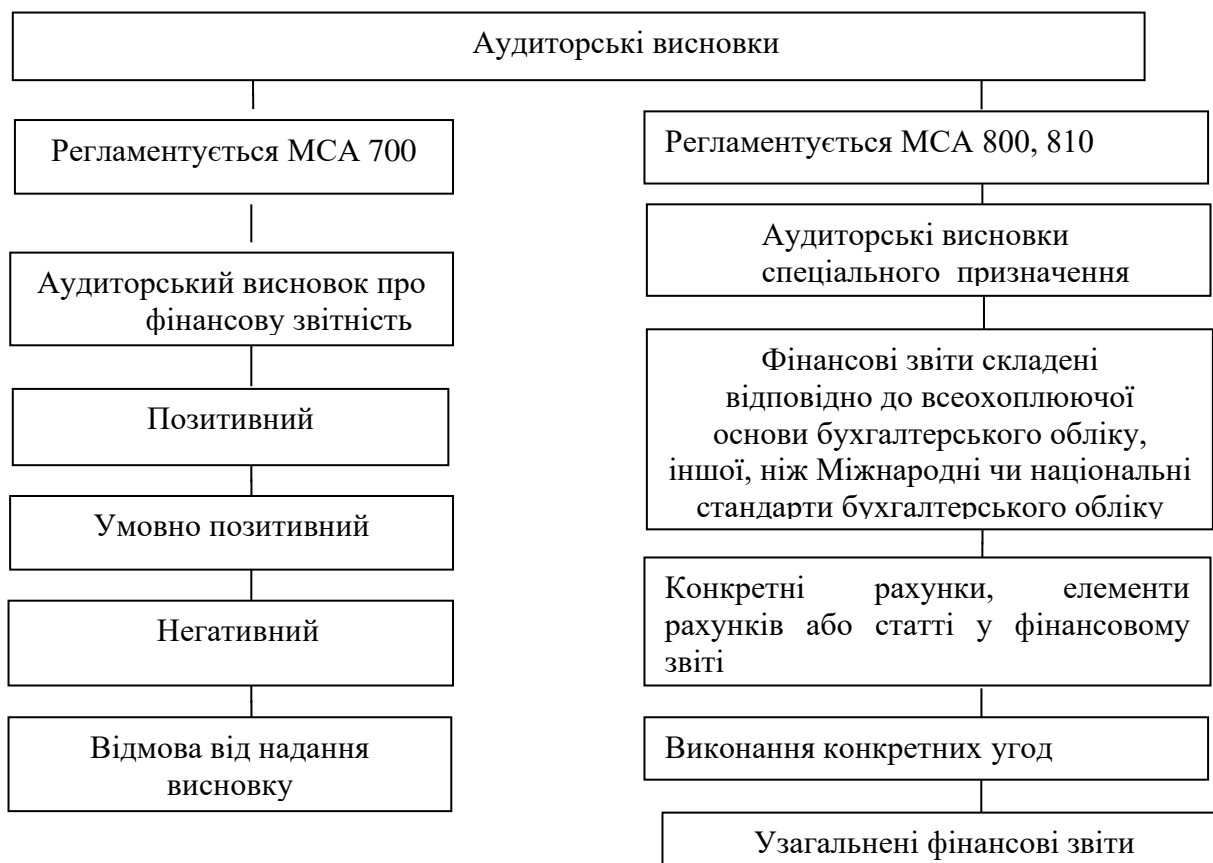 Аудиторські висновки
Регламентується МСА 700
Аудиторський висновок про
фінансову звітність
Позитивний
Умовно позитивний
Негативний
Відмова від надання
висновку
Регламентується МСА 800, 810
Аудиторські висновки
спеціального призначення
Фінансові звіти складені
відповідно до всеохоплюючої
основи бухгалтерського обліку,
іншої, ніж Міжнародні чи національні
стандарти бухгалтерського обліку
Конкретні рахунки, елементи
рахунків або статті у фінансовому
звіті
Виконання конкретних угод
Узагальнені фінансові звіти